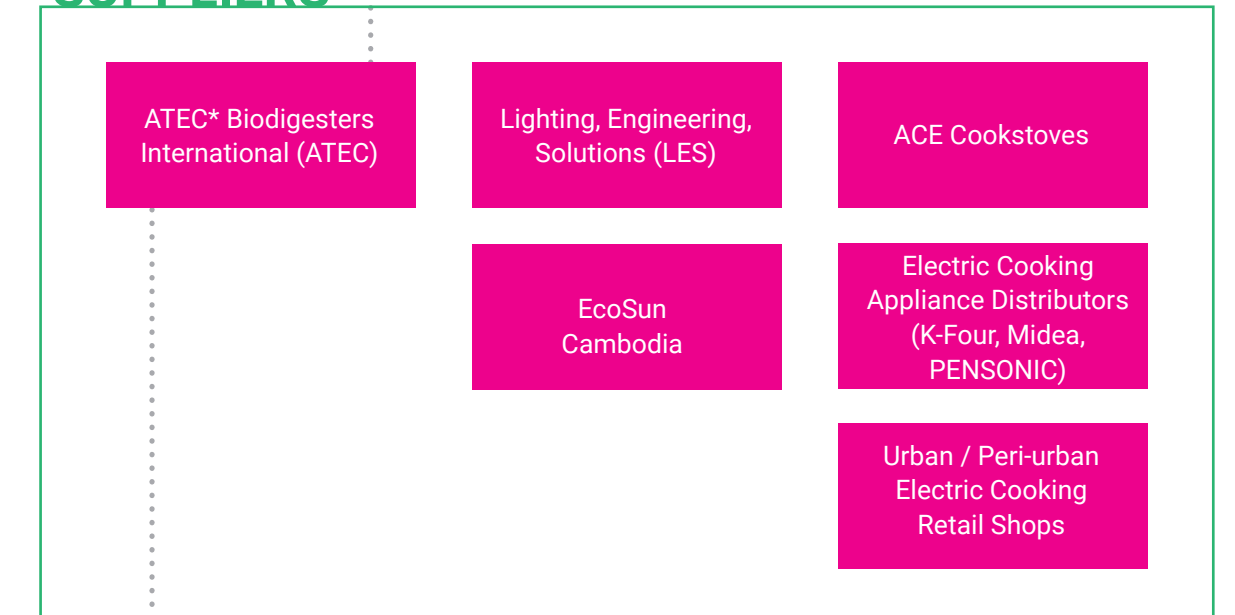 SUPPLIERS
ATEC* Biodigesters
International (ATEC)
Lighting, Engineering,
Solutions (LES)
ACE Cookstoves
EcoSun
Cambodia
Electric Cooking
Appliance Distributors
(K-Four, Midea,
PENSONIC)
Urban / Peri-urban
Electric Cooking
Retail Shops